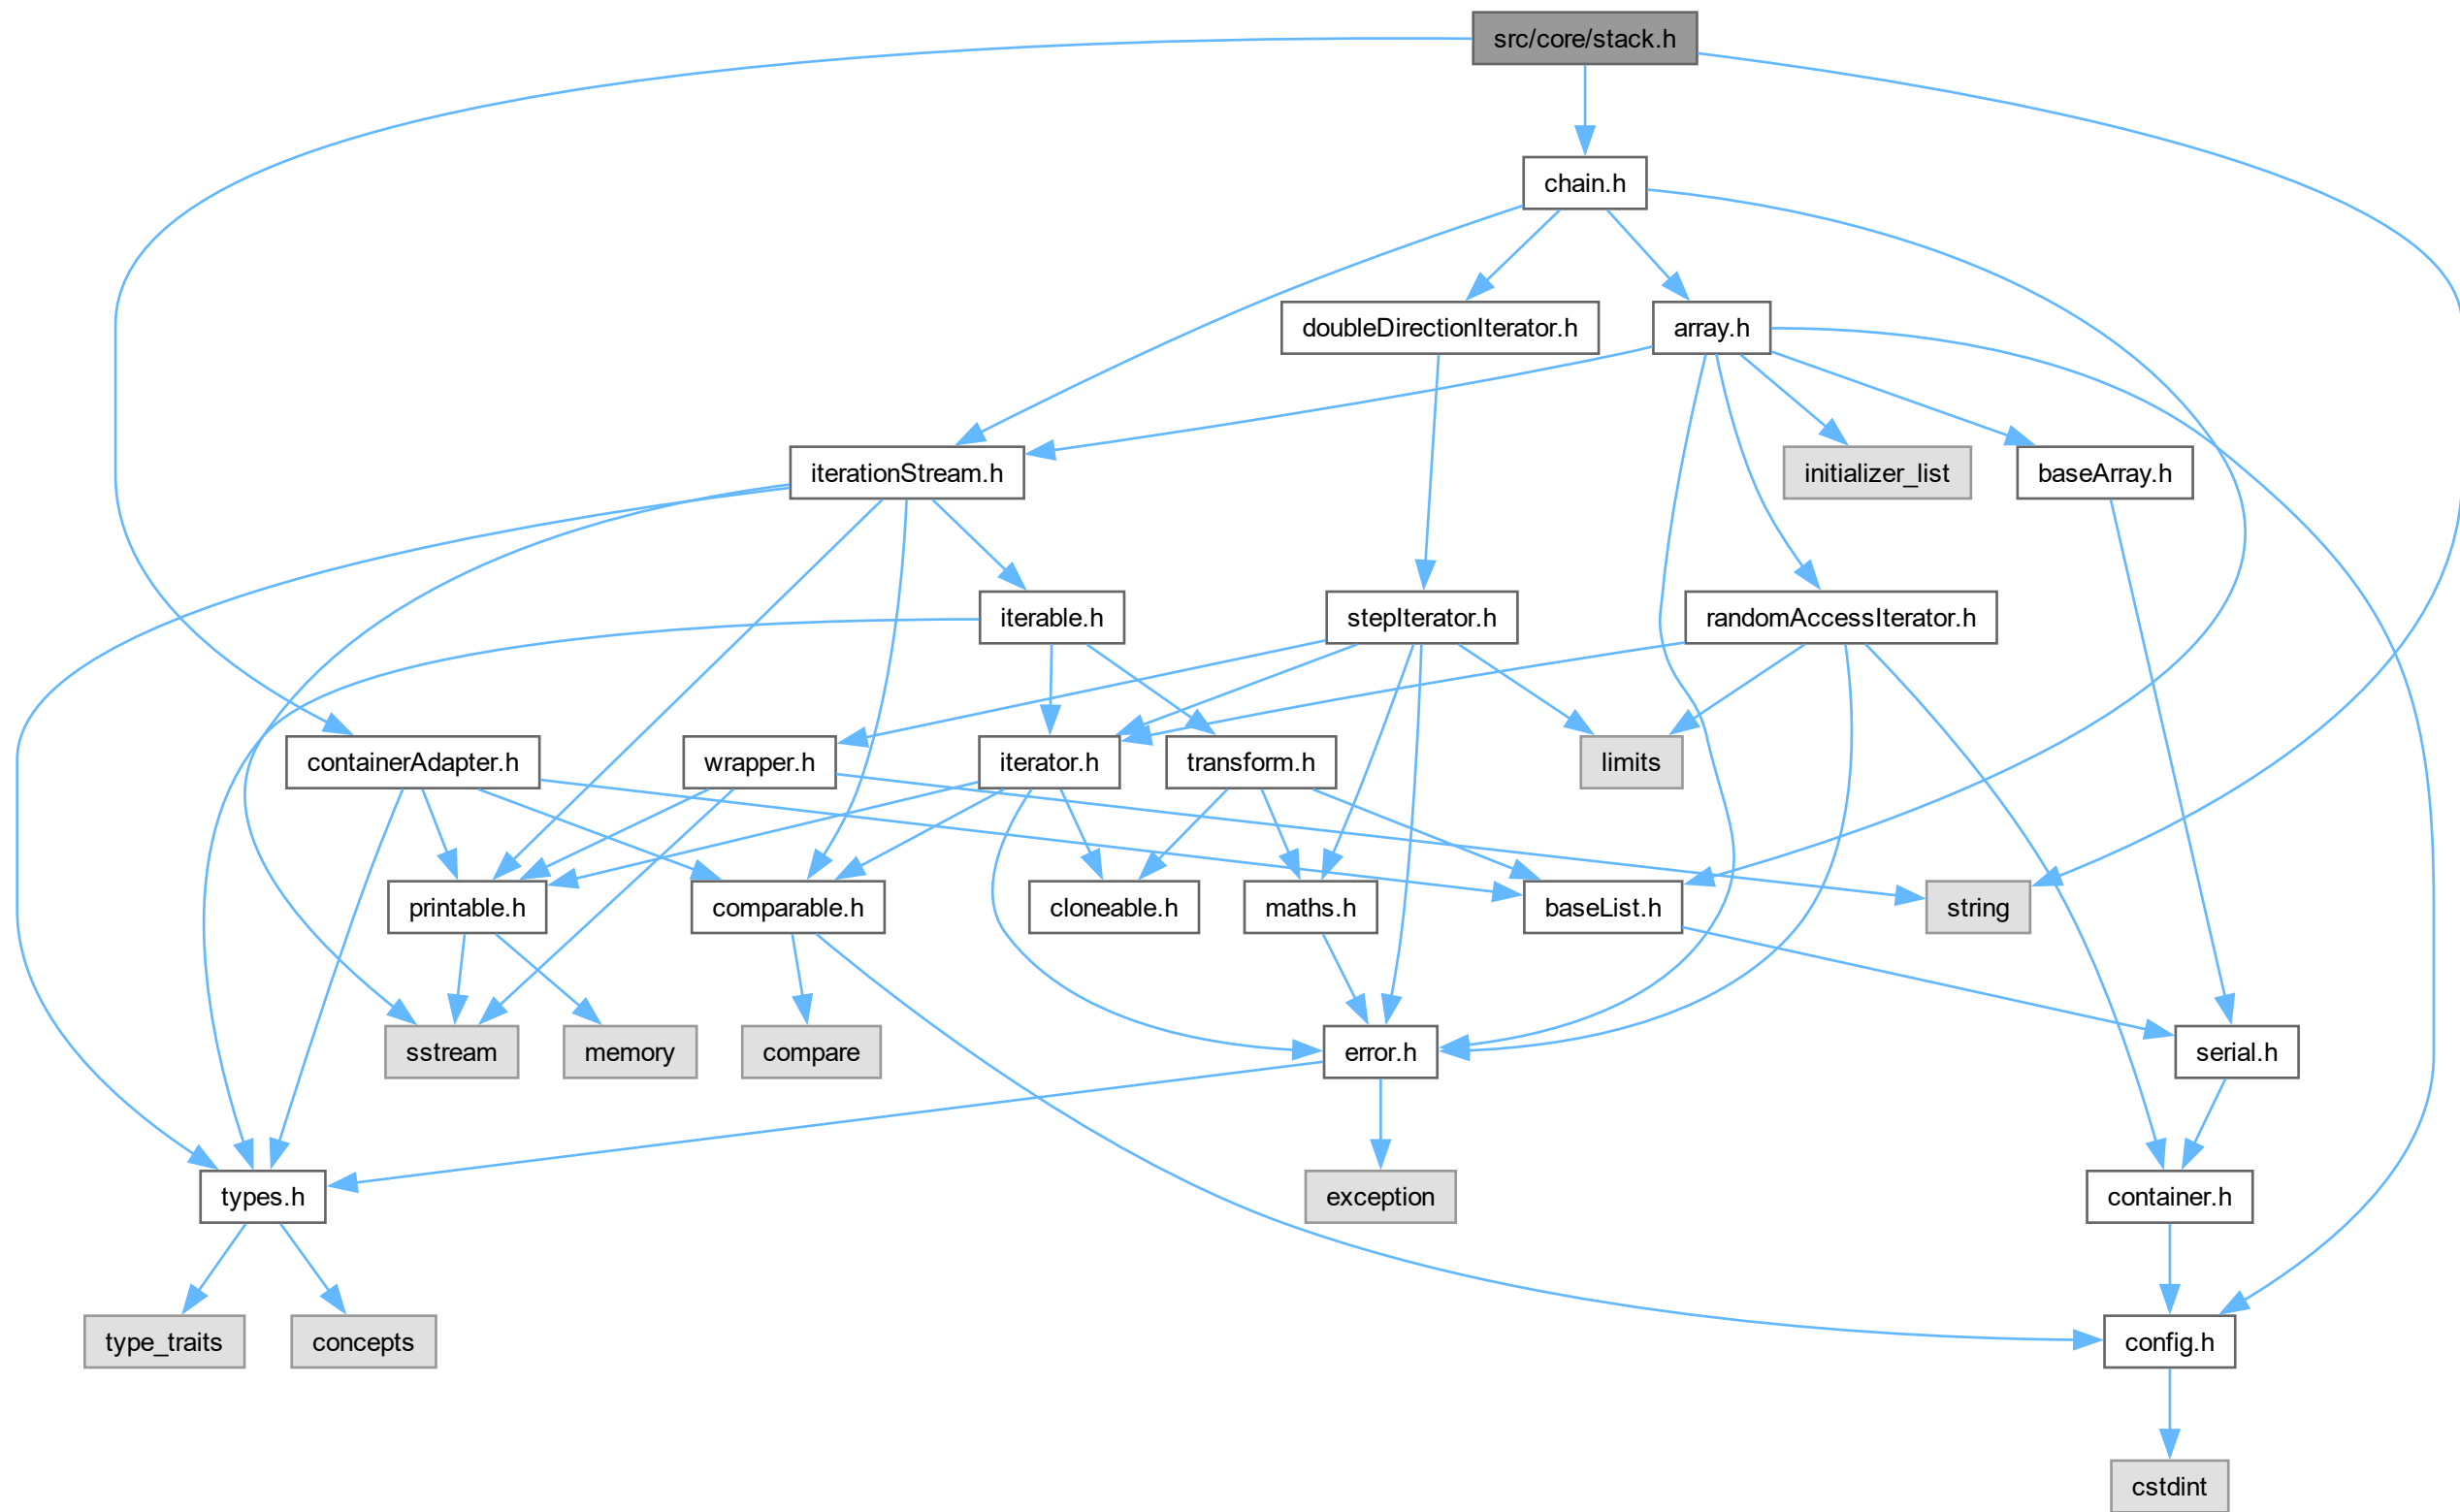 src/core/stack.h
chain.h
doubleDirectionIterator.h
array.h
iterationStream.h
initializer_list
baseArray.h
iterable.h
stepIterator.h
randomAccessIterator.h
containerAdapter.h
wrapper.h
iterator.h
transform.h
limits
printable.h
comparable.h
cloneable.h
maths.h
baseList.h
string
sstream
memory
compare
error.h
serial.h
types.h
exception
container.h
type_traits
concepts
config.h
cstdint